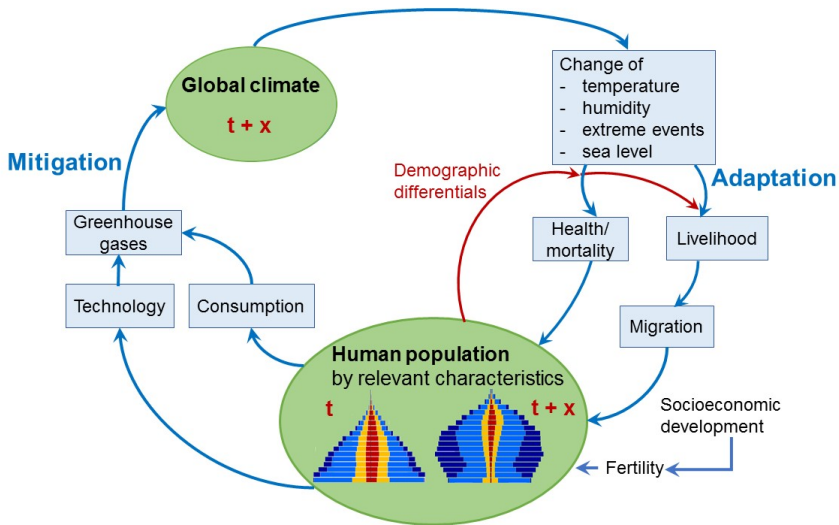 Global climate
t + x
Change of
- temperature
- humidity
- extreme events
- sea level
Mitigation
Demographic
differentials
Adaptation
Greenhouse
gases
Health/
mortality
Livelihood
Technology
Consumption
Migration
Human population
by relevant characteristics
t
t + x
Socioeconomic
development
Fertility